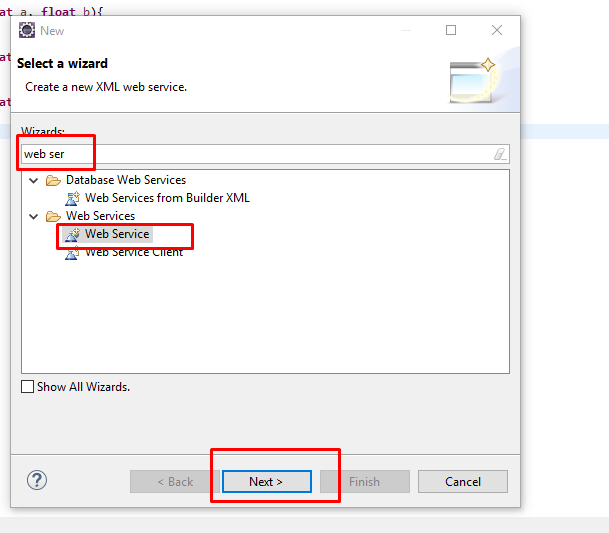 at a, float b){
New
at
Select a wizard
Create a new XML web service.
at
Wizards:
web ser
Database Web Services
Web Services from Builder XML
Web Services
Web Service
Web Service Client
Show All Wizards.
? < Back Next > Finish Cancel